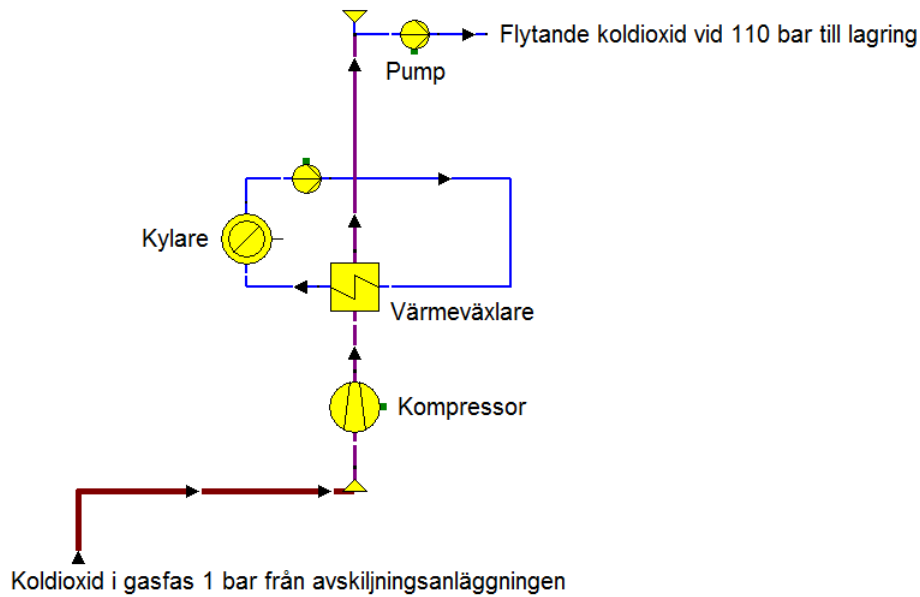 Flytande koldioxid vid 110 bar till lagring
Pump
Kylare
Värmeväxlare
Kompressor
Koldioxid i gasfas 1 bar från avskiljningsanläggningen